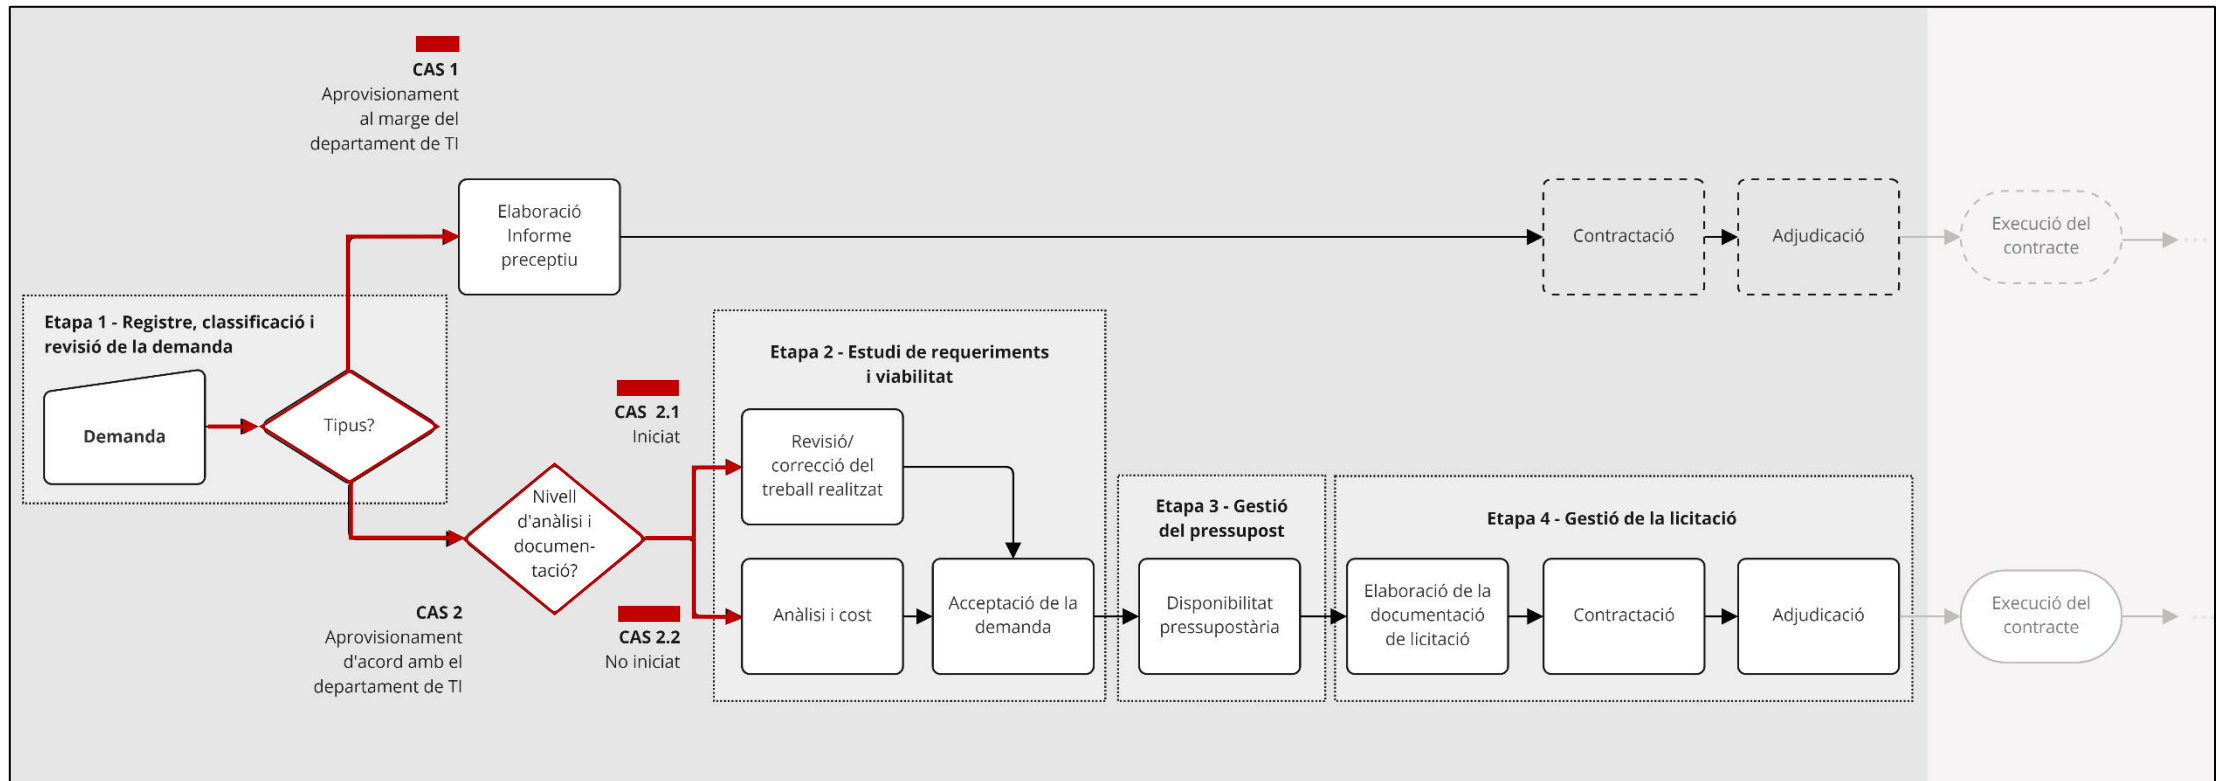 CAS 1
Aprovisionament
al marge del
departament de TI
Elaboració
Informe
preceptiu
Contractació
Adjudicació
Execució del
contracte
Etapa 1 - Registre, classificació i
revisió de la demanda
Demanda
Tipus?
Nivell
d'anàlisi i
documen-
tació?
CAS 2
Aprovisionament
d'acord amb el
departament de TI
CAS 2.1
Iniciat
CAS 2.2
No iniciat
Etapa 2 - Estudi de requeriments
i viabilitat
Revisió/
correcció del
treball realitzat
Anàlisi i cost
Acceptació de la
demanda
Etapa 3 - Gestió
del pressupost
Disponibilitat
pressupostària
Etapa 4 - Gestió de la licitació
Elaboració de la
documentació
de licitació
Contractació
Adjudicació
Execució del
contracte